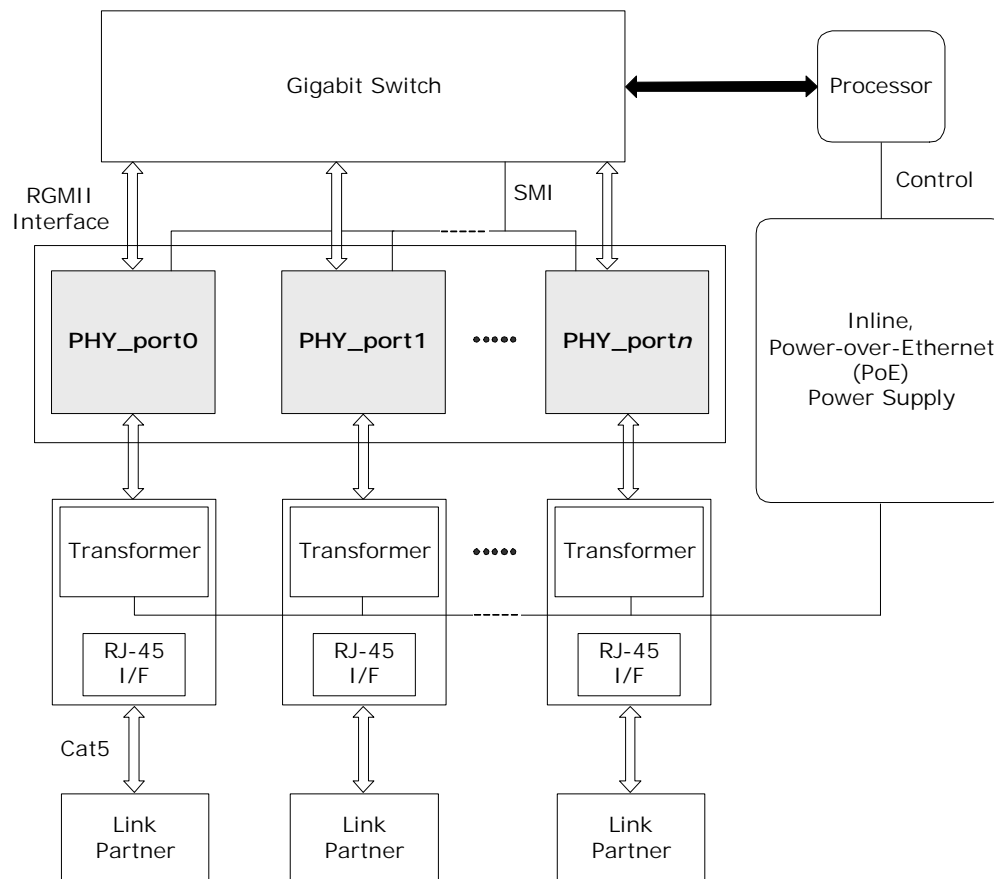 Gigabit Switch
Processor
RGMII
Interface
SMI
Control
PHY_port0
PHY_port1
PHY_portn
Inline,
Power-over-Ethernet
(PoE)
Power Supply
Transformer
Transformer
Transformer
RJ-45
I/F
RJ-45
I/F
RJ-45
I/F
Cat5
Link
Partner
Link
Partner
Link
Partner